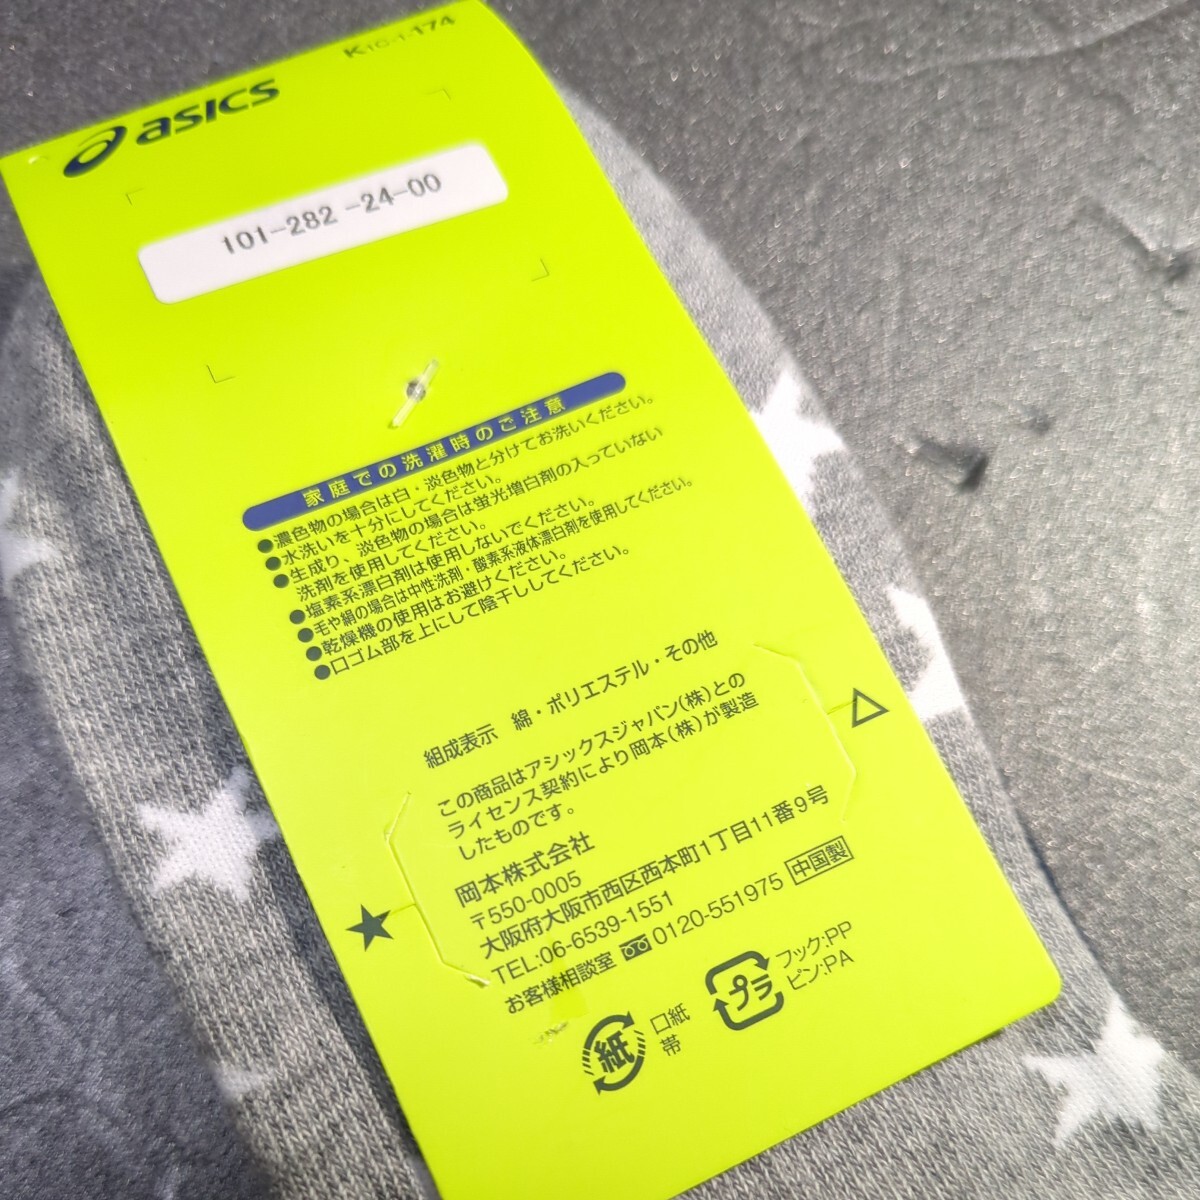 asics
101-282 -24-00
家庭での洗濯時のご注意
●濃色物の場合は白・淡色物と分けてお洗いください。
●水洗いを十分にしてください。
●生成り、淡色物の場合は蛍光増白剤の入っていない
洗剤を使用してください。
●塩素系漂白剤は使用しないでください。
●毛や絹の場合は中性洗剤・酸素系液体漂白剤を使用してください。
●乾燥機の使用はお避けください。
●口ゴム部を上にして陰干ししてください。
組成表示 綿・ポリエステル・その他
この商品はアシックスジャパン(株)との
ライセンス契約により岡本(株)が製造
したものです。
岡本株式会社
〒550-0005
大阪府大阪市西区西本町1丁目11番9号
TEL:06-6539-1551
お客様相談室 0120-551975 中国製
紙
口紙
帯
プラ
フック:PP
ピン:PA